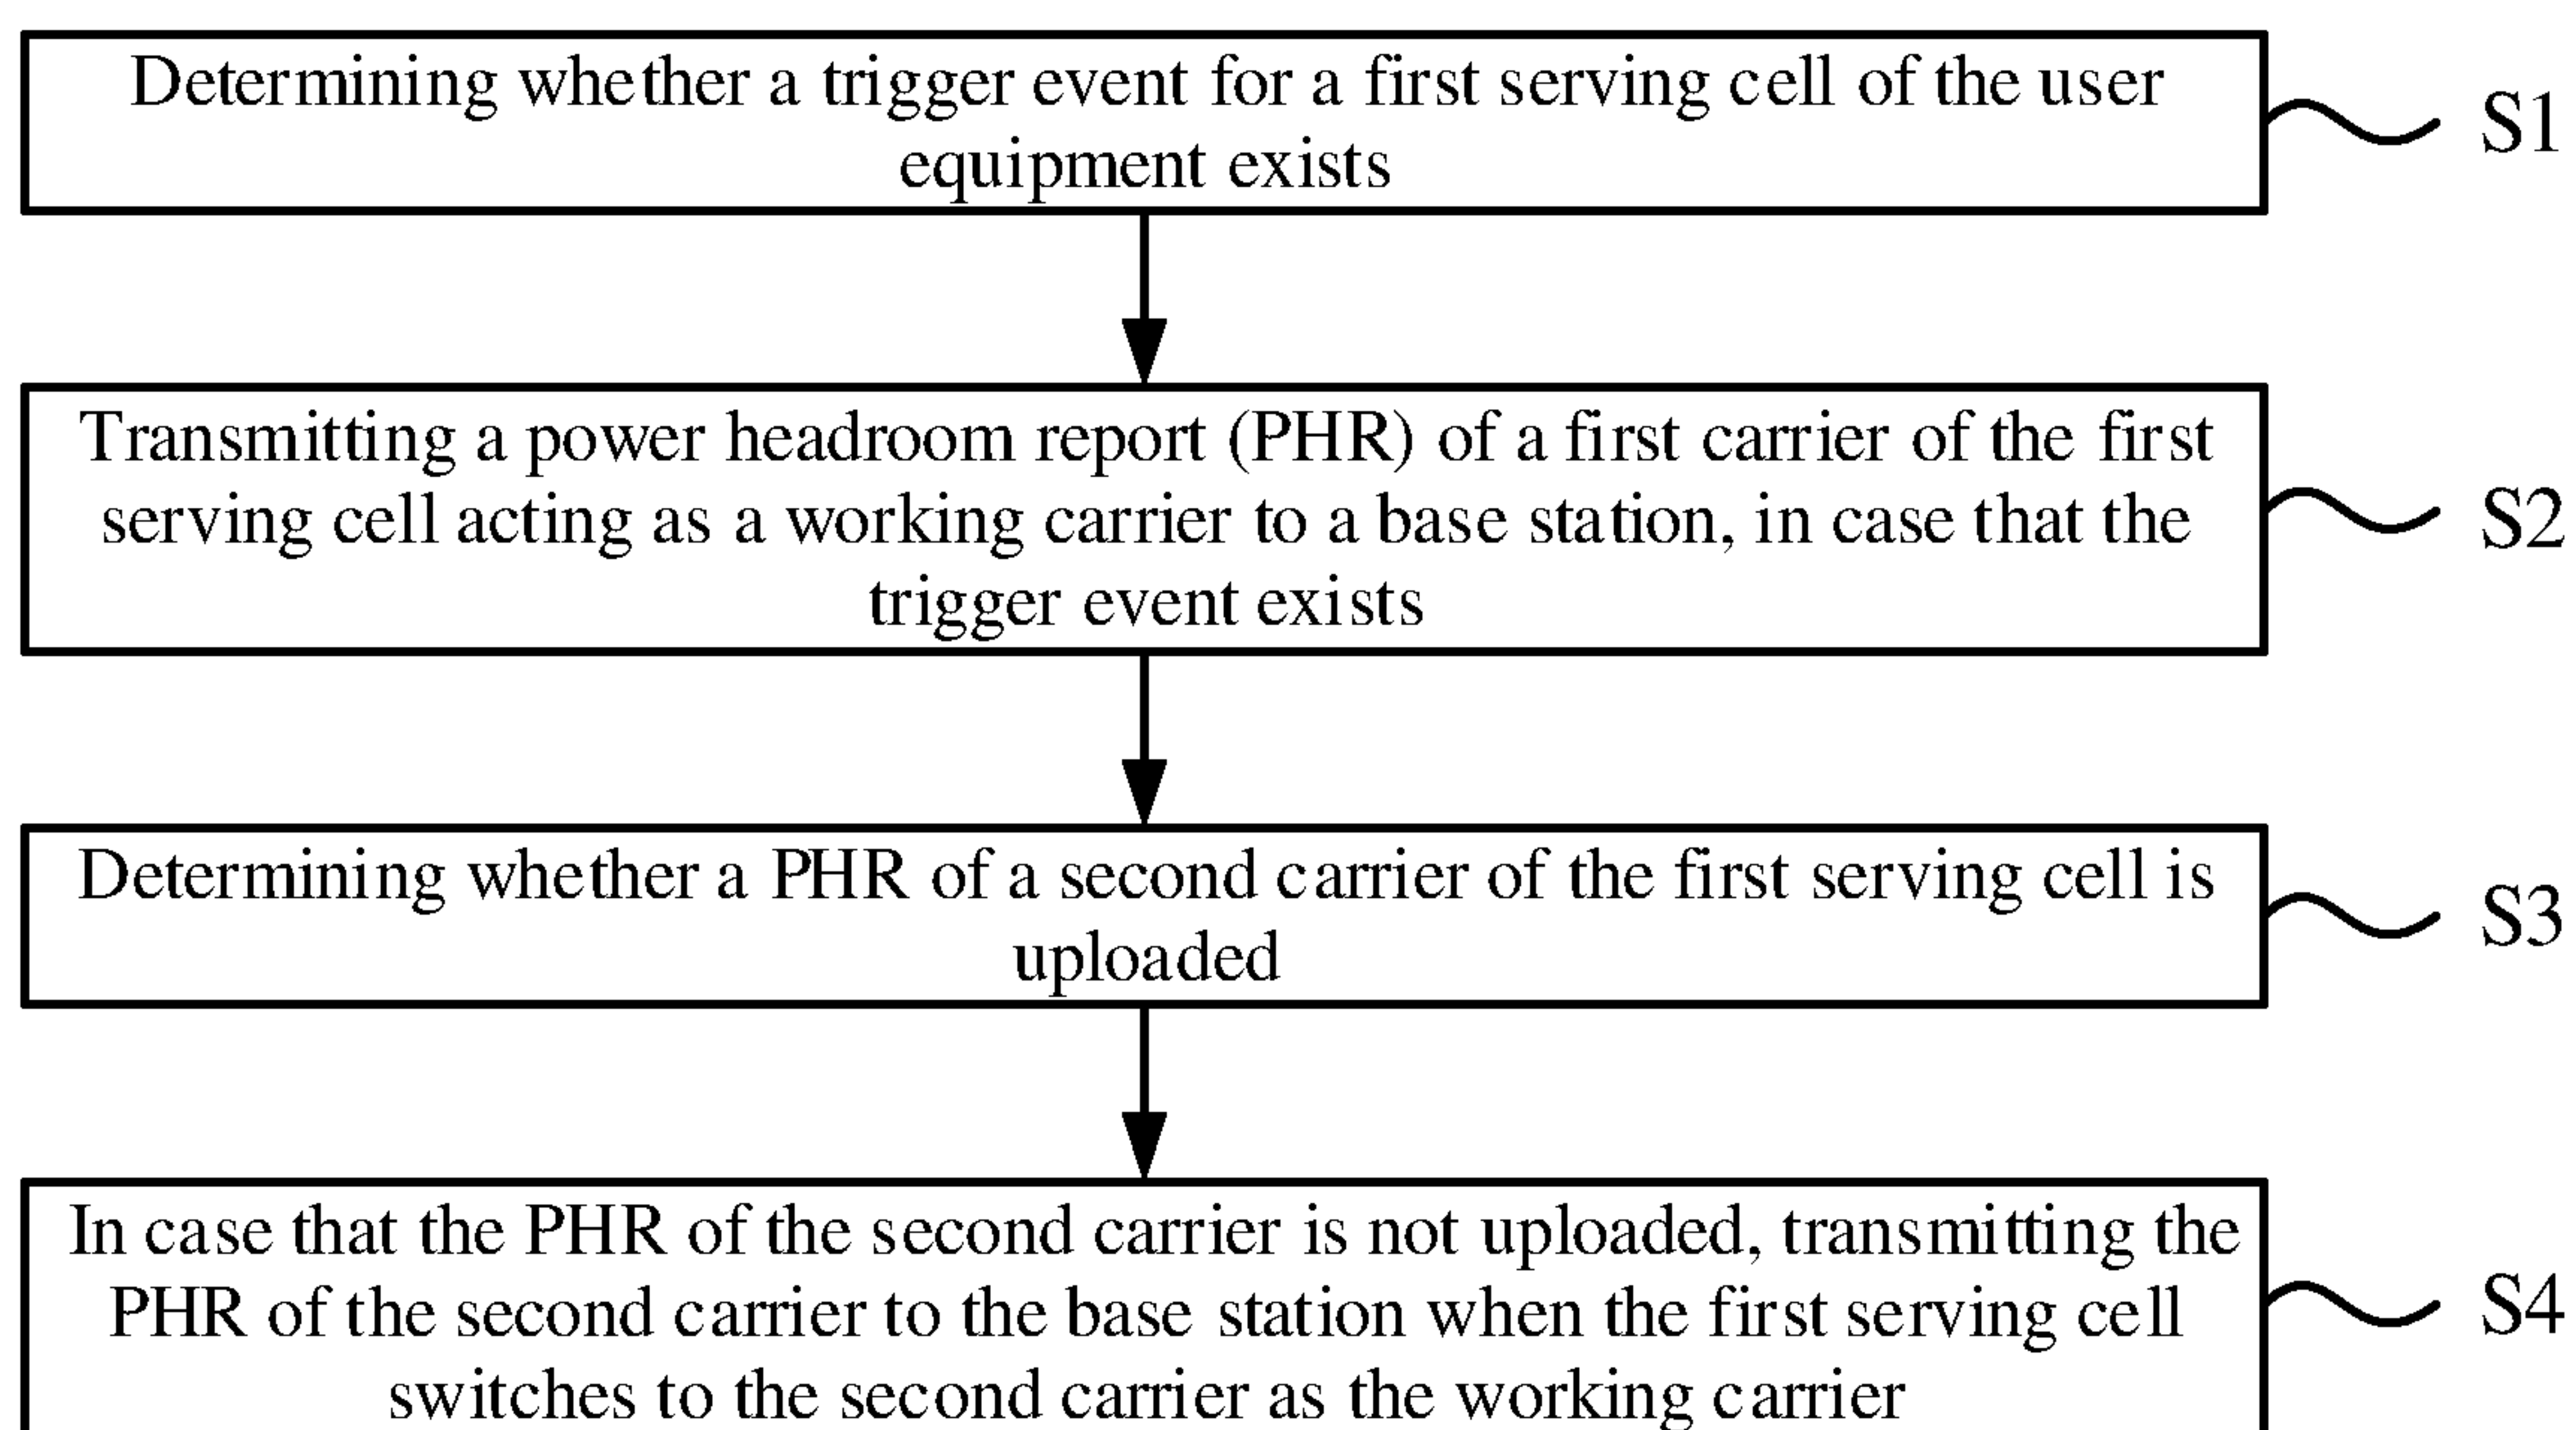 Determining whether a trigger event for a first serving cell of the user
equipment exists
S1
Transmitting a power headroom report (PHR) of a first carrier of the first
serving cell acting as a working carrier to a base station, in case that the
trigger event exists
S2
Determining whether a PHR of a second carrier of the first serving cell is
uploaded
S3
In case that the PHR of the second carrier is not uploaded, transmitting the
PHR of the second carrier to the base station when the first serving cell
switches to the second carrier as the working carrier
S4